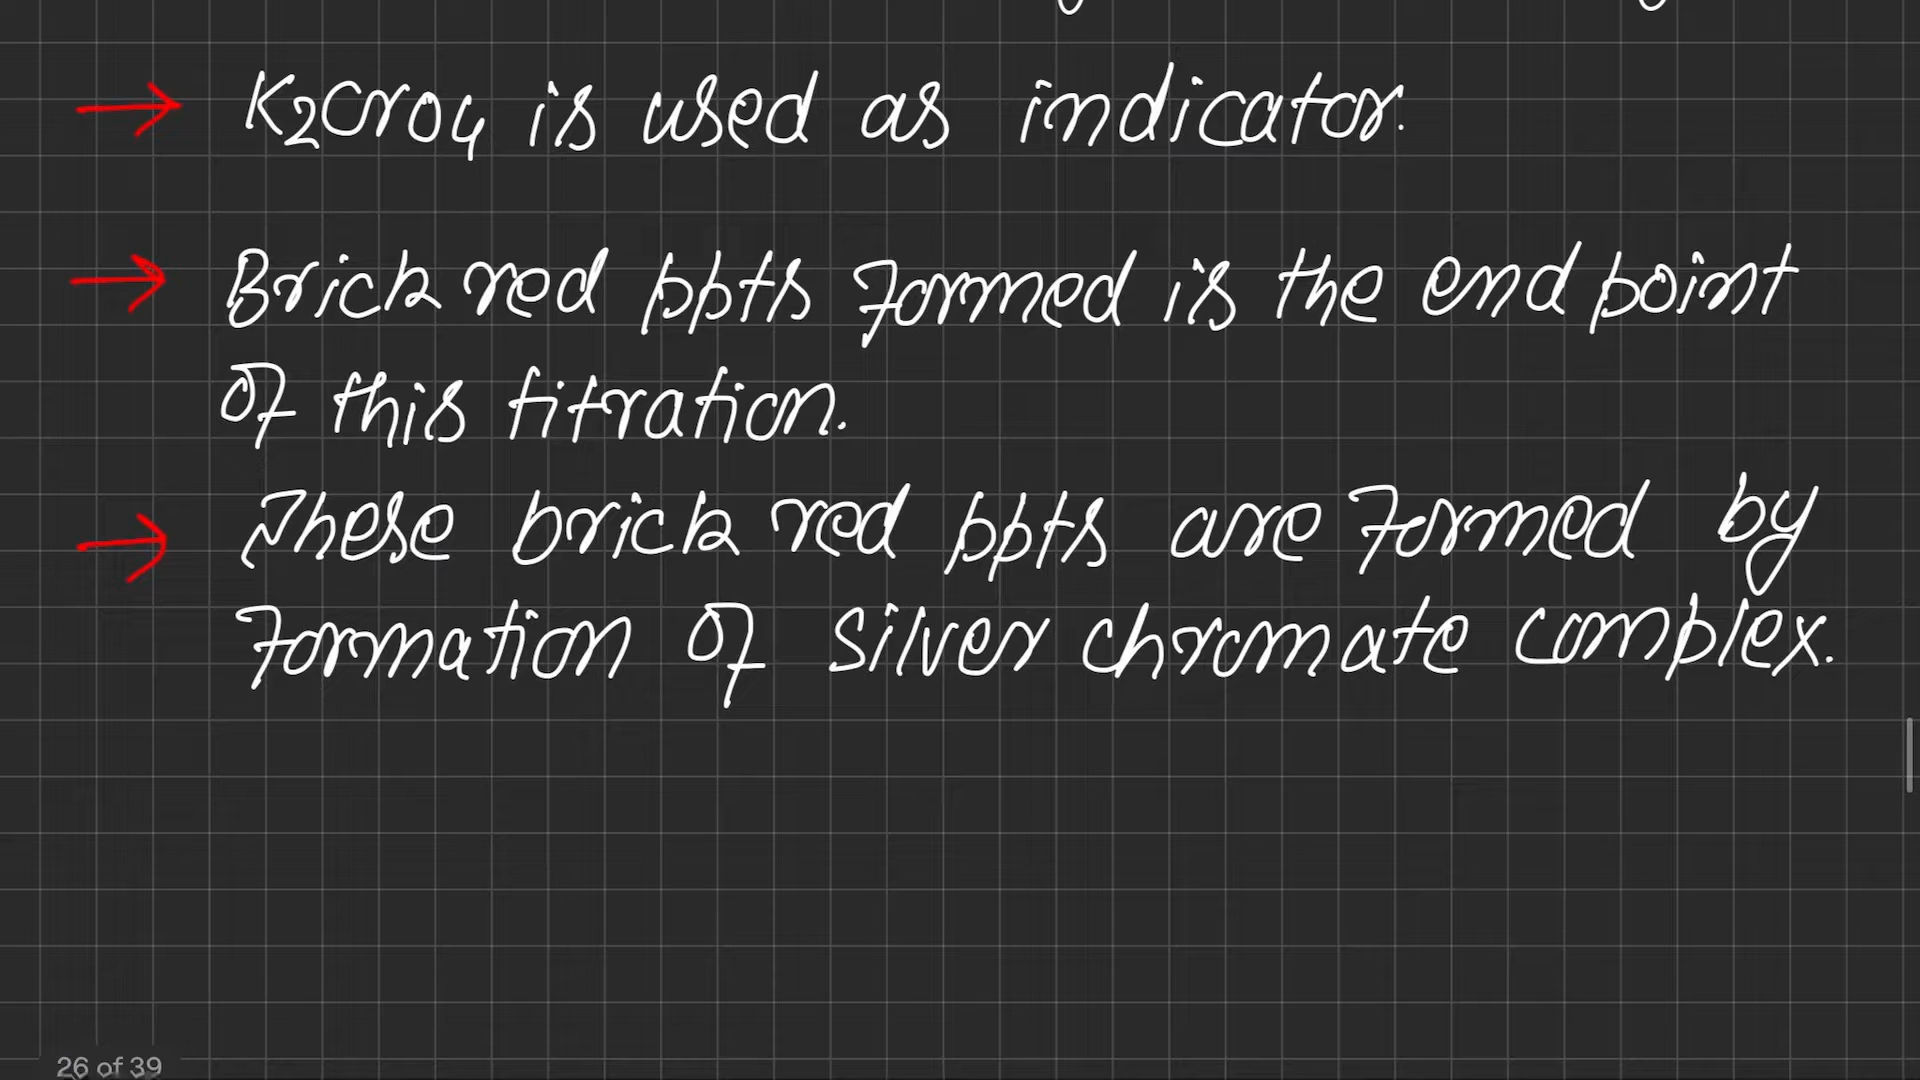 → K2CrO4 is used as indicator.
→ Brick red ppts formed is the end point
of this titration.
→ These brick red ppts are formed by
formation of silver chromate complex.
26 of 39